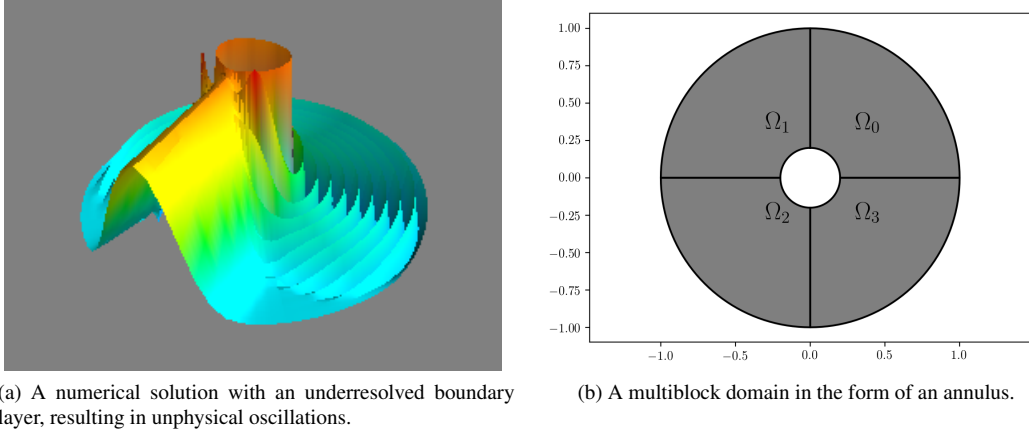 1.00
0.75
0.50
0.25
0.00
−0.25
−0.50
−0.75
−1.00
Ω1 Ω0
Ω2 Ω3
−1.0 −0.5 0.0 0.5 1.0
(a) A numerical solution with an underresolved boundary
layer, resulting in unphysical oscillations.
(b) A multiblock domain in the form of an annulus.